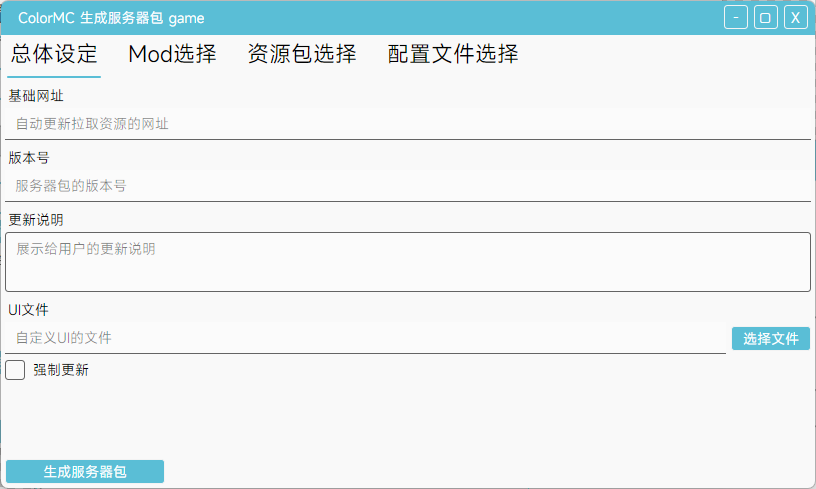 ColorMC 生成服务器包 game
总体设定 Mod选择 资源包选择 配置文件选择
基础网址
自动更新拉取资源的网址
版本号
服务器包的版本号
更新说明
展示给用户的更新说明
UI文件
自定义UI的文件 选择文件
强制更新
生成服务器包